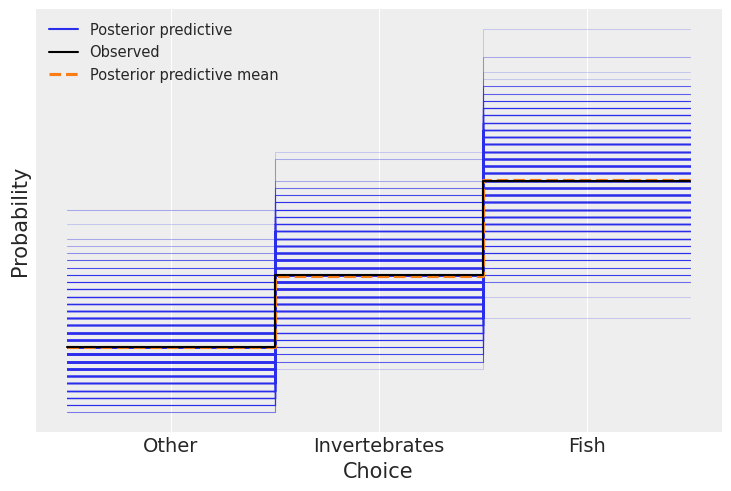 Posterior predictive
Observed
Posterior predictive mean
Probability
Other Invertebrates Fish
Choice